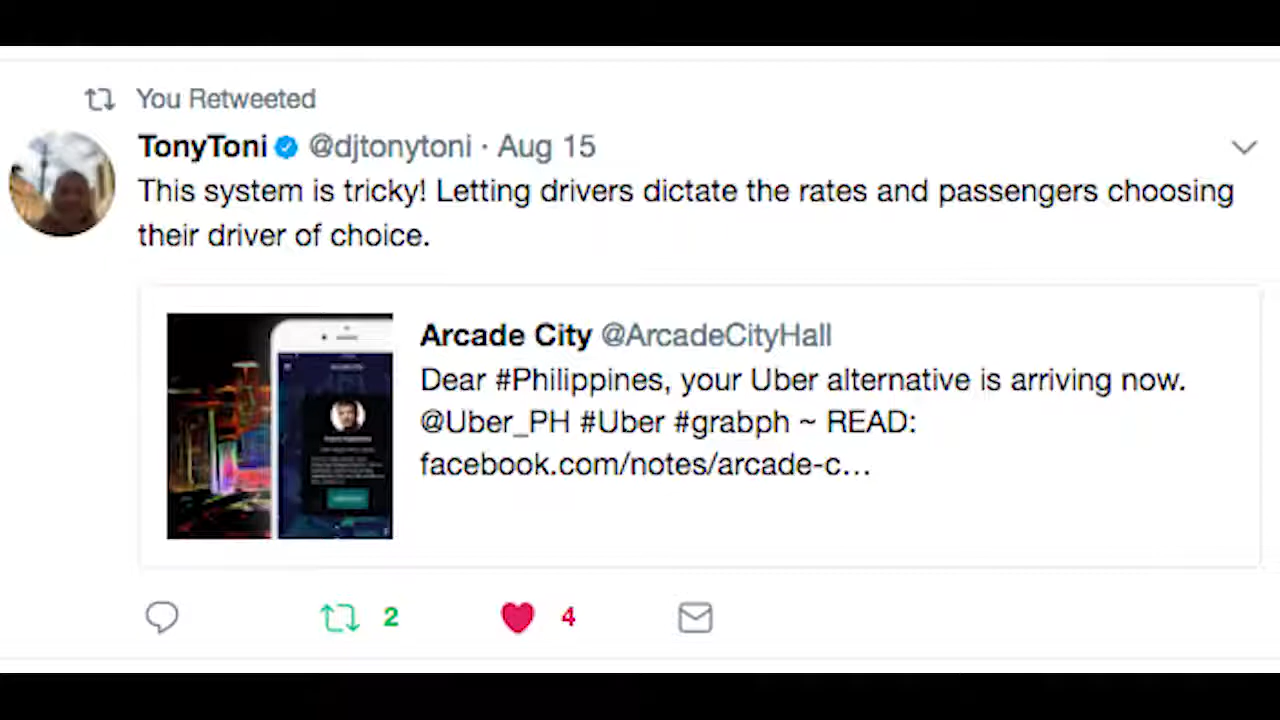 You Retweeted
TonyToni @djtonytoni · Aug 15
This system is tricky! Letting drivers dictate the rates and passengers choosing
their driver of choice.
Arcade City @ArcadeCityHall
Dear #Philippines, your Uber alternative is arriving now.
@Uber_PH #Uber #grabph ~ READ:
facebook.com/notes/arcade-c...
2 4